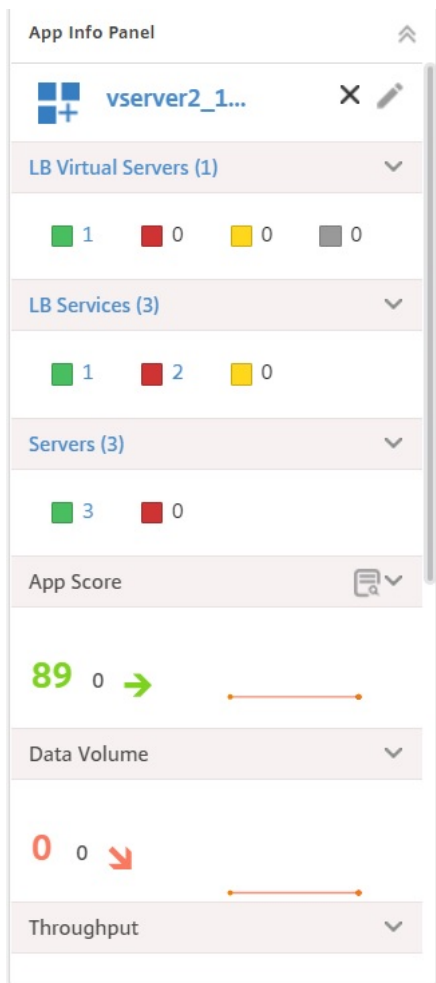 App Info Panel
vserver2_1...
LB Virtual Servers (1)
1 0 0 0
LB Services (3)
1 2 0
Servers (3)
3 0
App Score
89 0
Data Volume
0 0
Throughput